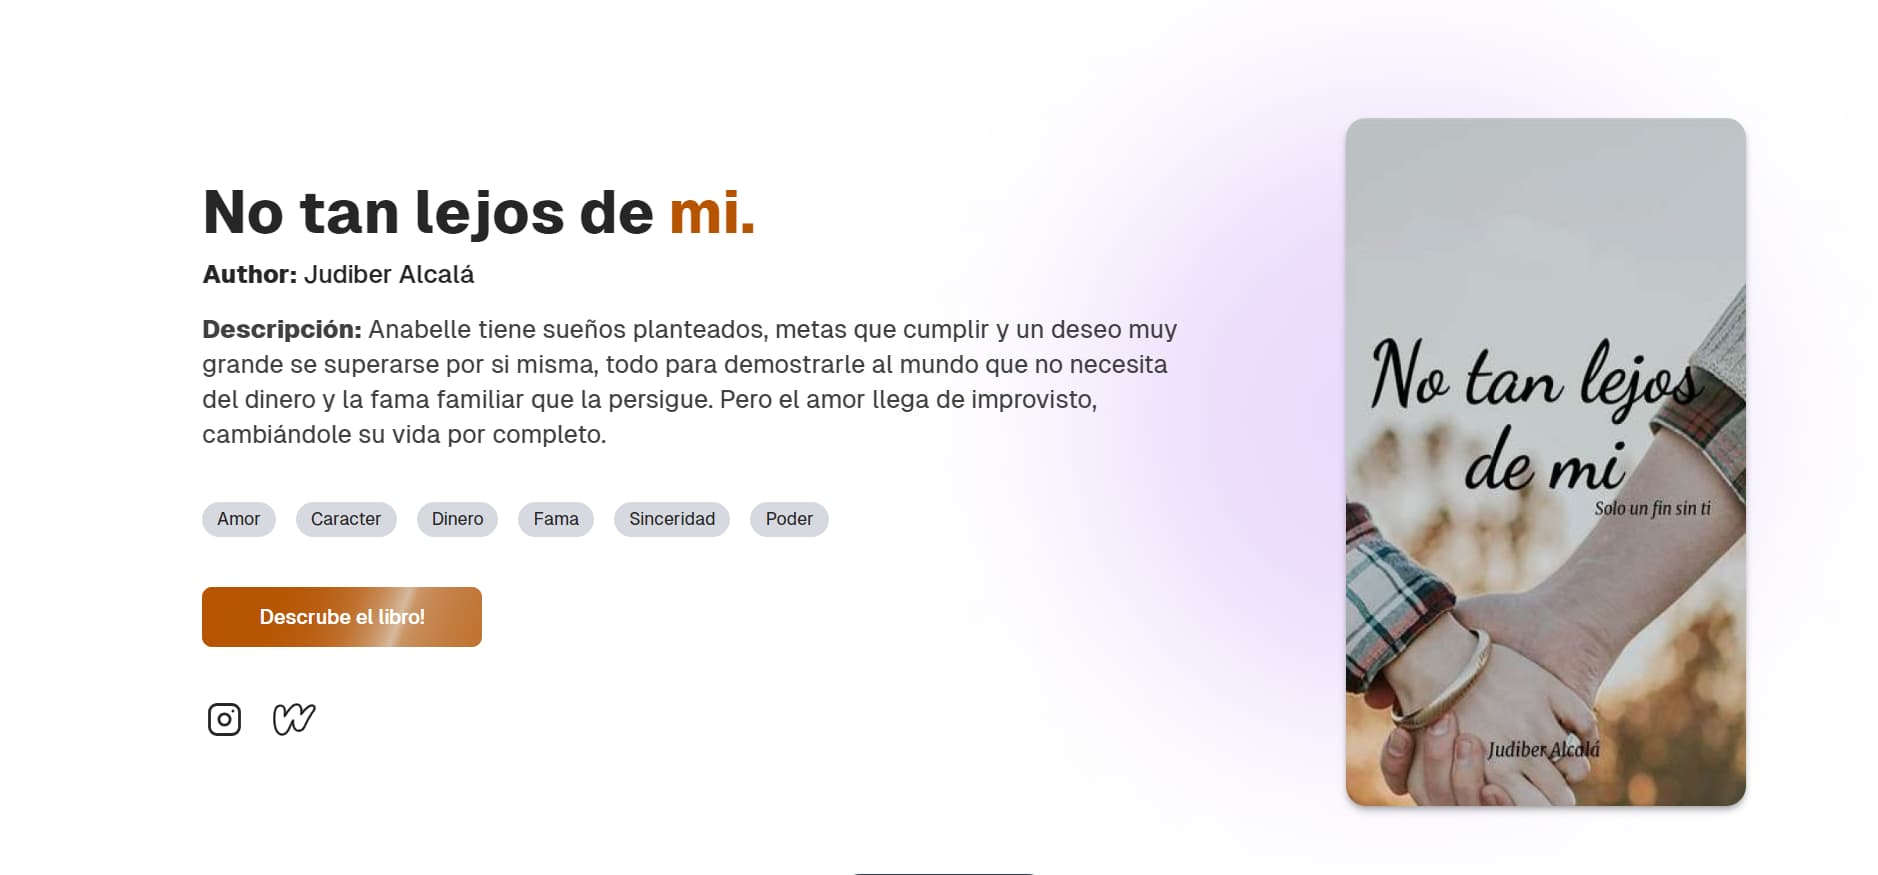 No tan lejos de mi.
Author: Judiber Alcalá
Descripción: Anabelle tiene sueños planteados, metas que cumplir y un deseo muy
grande se superarse por si misma, todo para demostrarle al mundo que no necesita
del dinero y la fama familiar que la persigue. Pero el amor llega de improvisto,
cambiándole su vida por completo.
Amor Caracter Dinero Fama Sinceridad Poder
Descrube el libro!
No tan lejos
de mi
Solo un fin sin ti
Judiber Alcalá